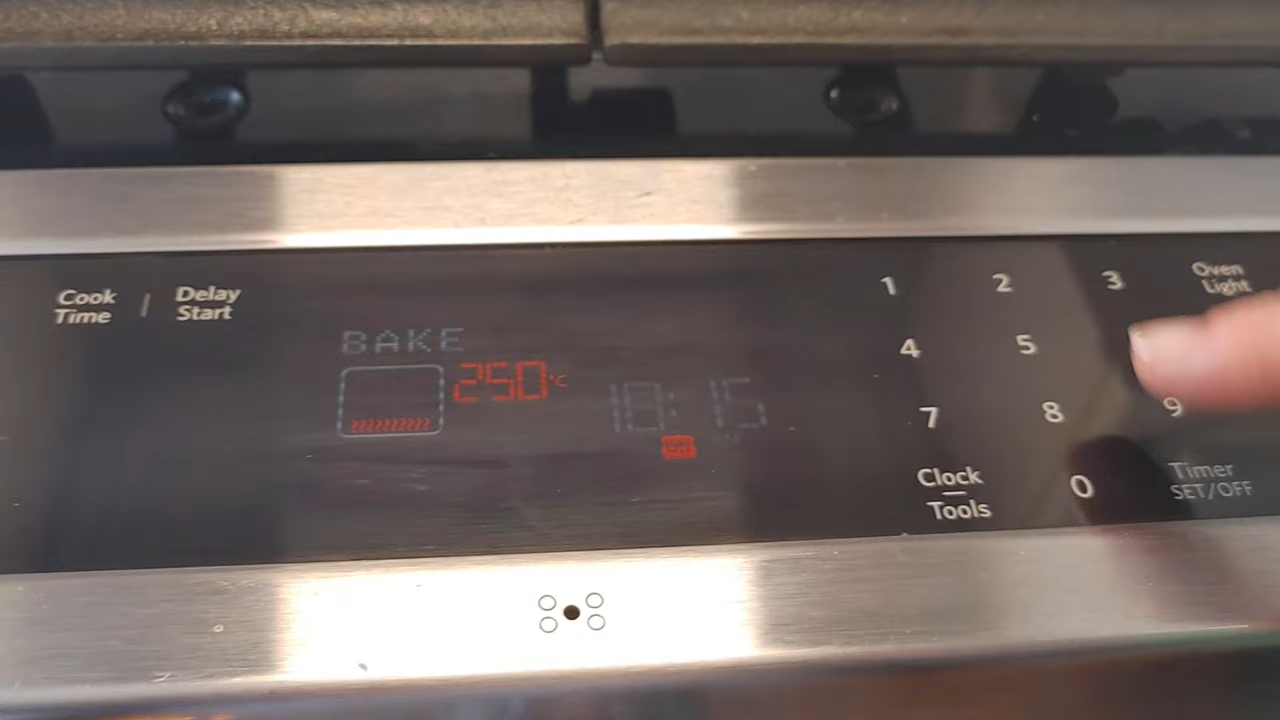 Cook Time | Delay Start
BAKE
250°C
18:15
1 2 3 Oven Light
4 5
7 8 9
Clock Tools 0 Timer SET/OFF